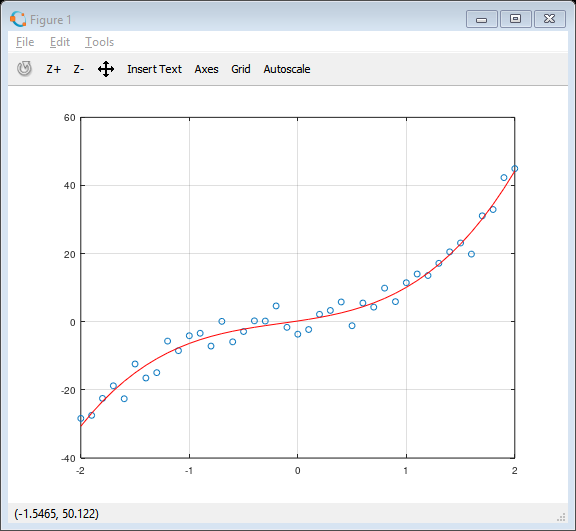 Figure 1
File Edit Tools
Z+ Z- Insert Text Axes Grid Autoscale
60
40
20
0
-20
-40
-2 -1 0 1 2
(-1.5465, 50.122)